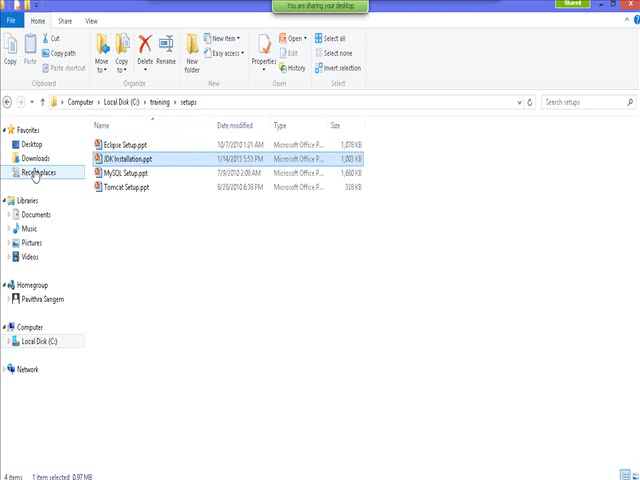 You are sharing your desktop
Shared
File Home Share View
Copy
Paste
Cut
Copy path
Paste shortcut
Clipboard
Move to
Copy to
Delete
Rename
Organize
New folder
New item
Easy access
New
Properties
Open
Edit
History
Open
Select all
Select none
Invert selection
Select
Computer Local Disk (C:) training setups
Search setups
Name Date modified Type Size
Eclipse Setup.ppt 10/7/2010 1:21 AM Microsoft Office P... 1,078 KB
JDK Installation.ppt 1/14/2013 5:53 PM Microsoft Office P... 1,003 KB
MySQL Setup.ppt 7/9/2010 2:08 AM Microsoft Office P... 1,680 KB
Tomcat Setup.ppt 8/28/2010 6:38 PM Microsoft Office P... 928 KB
Favorites
Desktop
Downloads
Recent places
Libraries
Documents
Music
Pictures
Videos
Homegroup
Pavithra Sangem
Computer
Local Disk (C:)
Network
4 items 1 item selected 0.97 MB